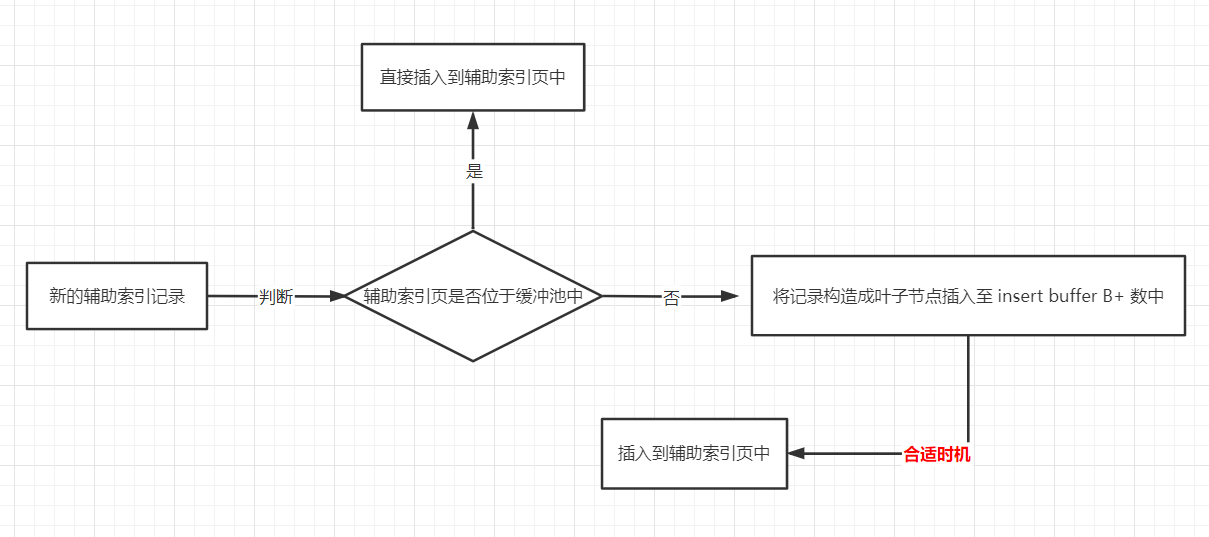 直接插入到辅助索引页中
是
新的辅助索引记录
判断
辅助索引页是否位于缓冲池中
否
将记录构造成叶子节点插入至 insert buffer B+ 数中
插入到辅助索引页中
合适时机